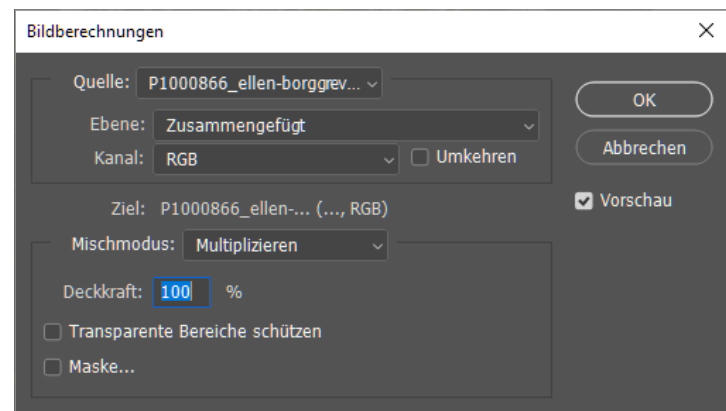 Bildberechnungen
Quelle: P1000866_ellen-borggrev...
Ebene: Zusammengefügt
Kanal: RGB Umkehren
Ziel: P1000866_ellen-... (..., RGB)
Mischmodus: Multiplizieren
Deckkraft: 100 %
Transparente Bereiche schützen
Maske...
OK
Abbrechen
Vorschau